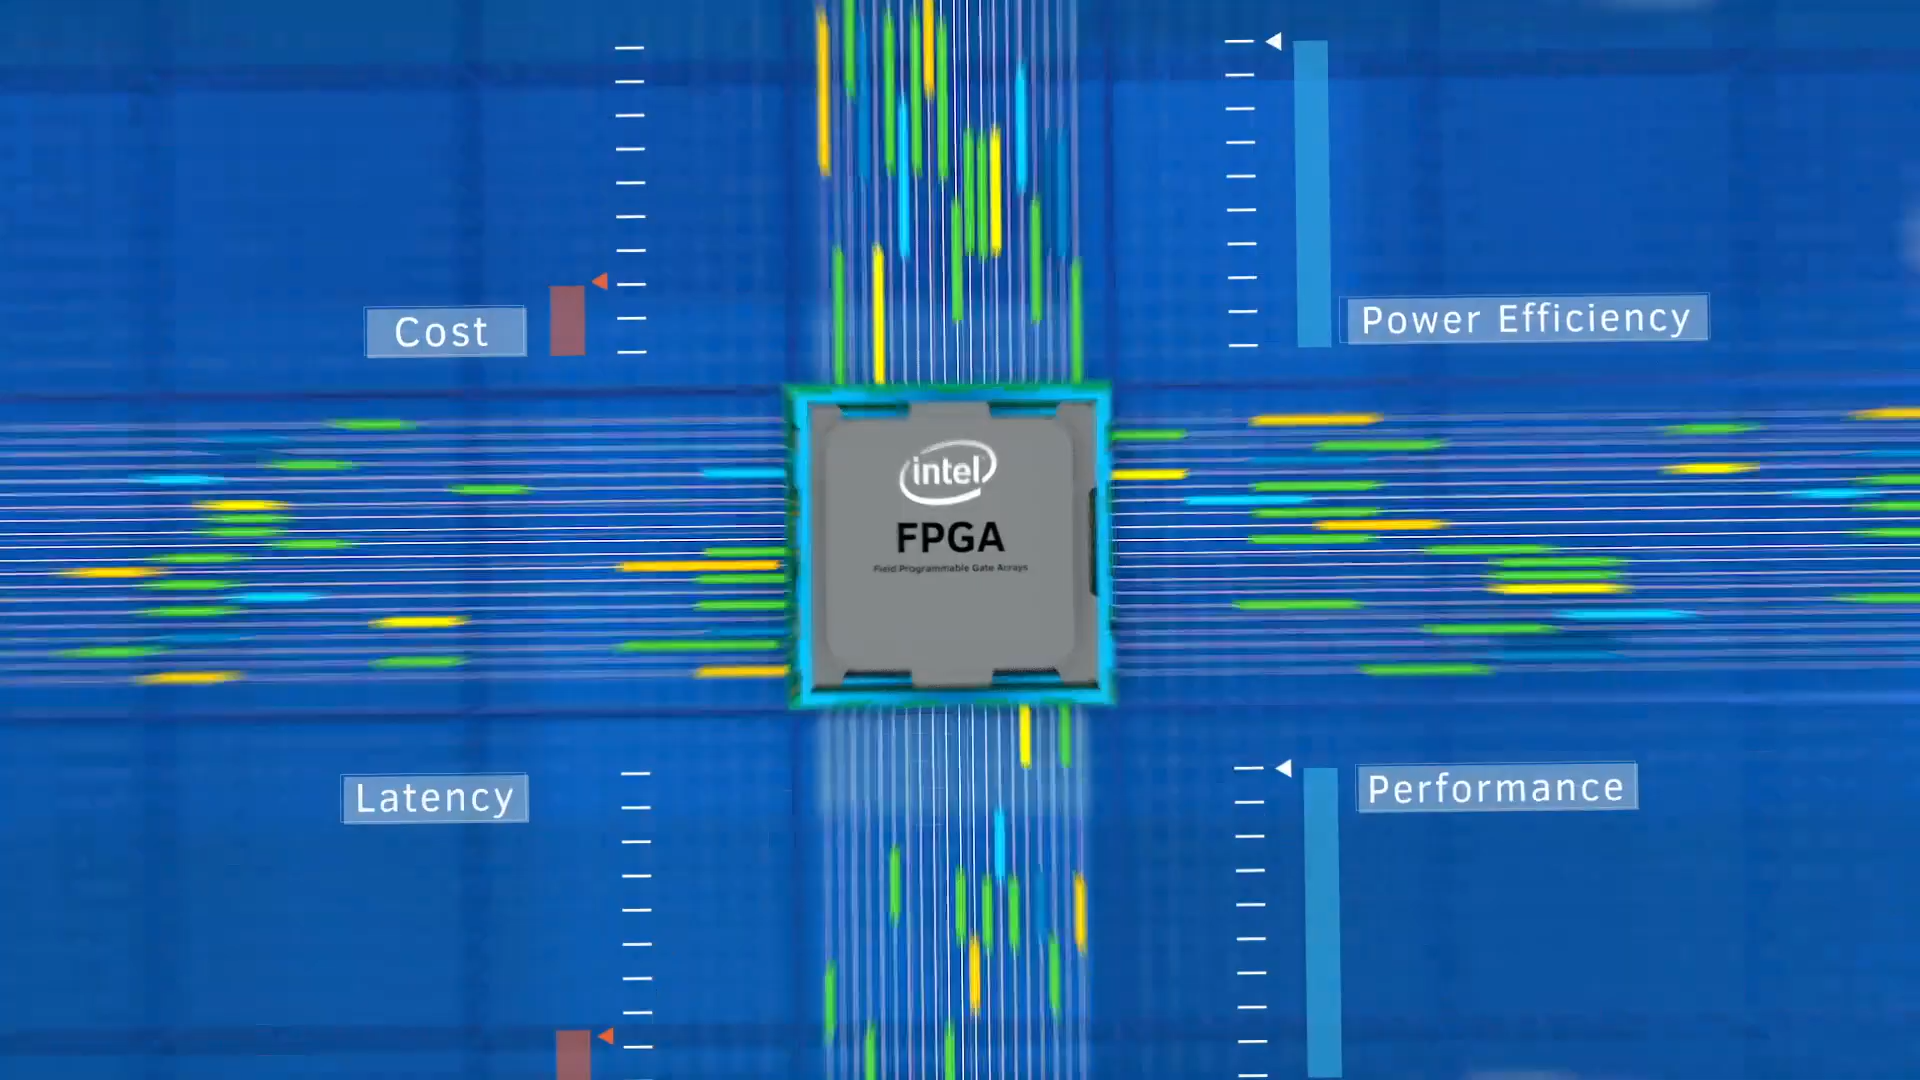 Cost
Power Efficiency
intel
FPGA
Field Programmable Gate Arrays
Latency
Performance